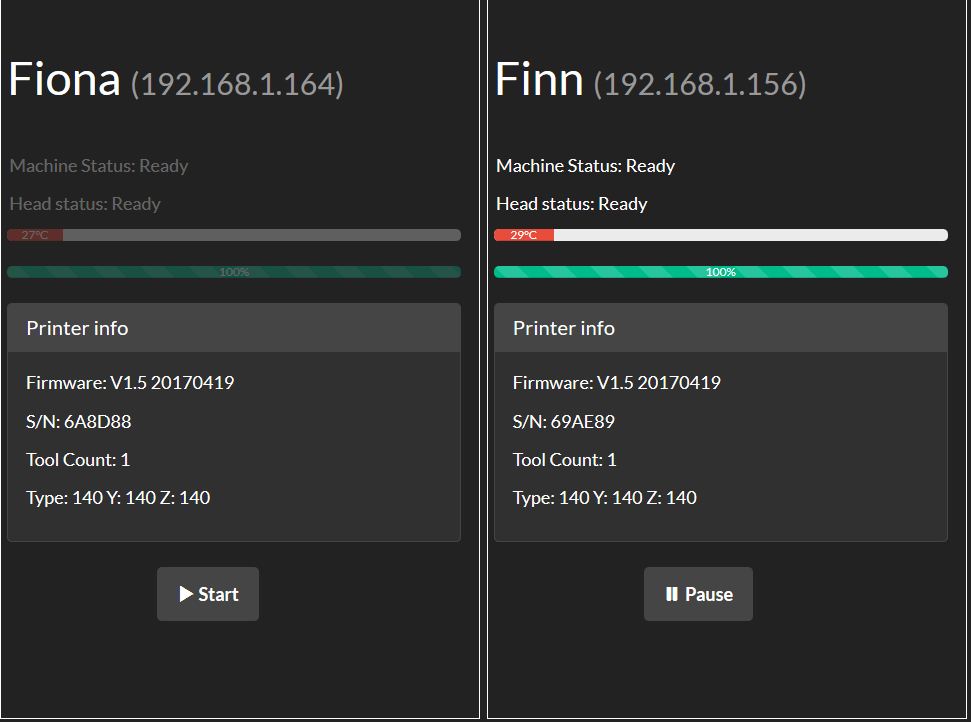 Fiona (192.168.1.164)
Machine Status: Ready
Head status: Ready
27°C
100%
Printer info
Firmware: V1.5 20170419
S/N: 6A8D88
Tool Count: 1
Type: 140 Y: 140 Z: 140
Start
Finn (192.168.1.156)
Machine Status: Ready
Head status: Ready
29°C
100%
Printer info
Firmware: V1.5 20170419
S/N: 69AE89
Tool Count: 1
Type: 140 Y: 140 Z: 140
Pause